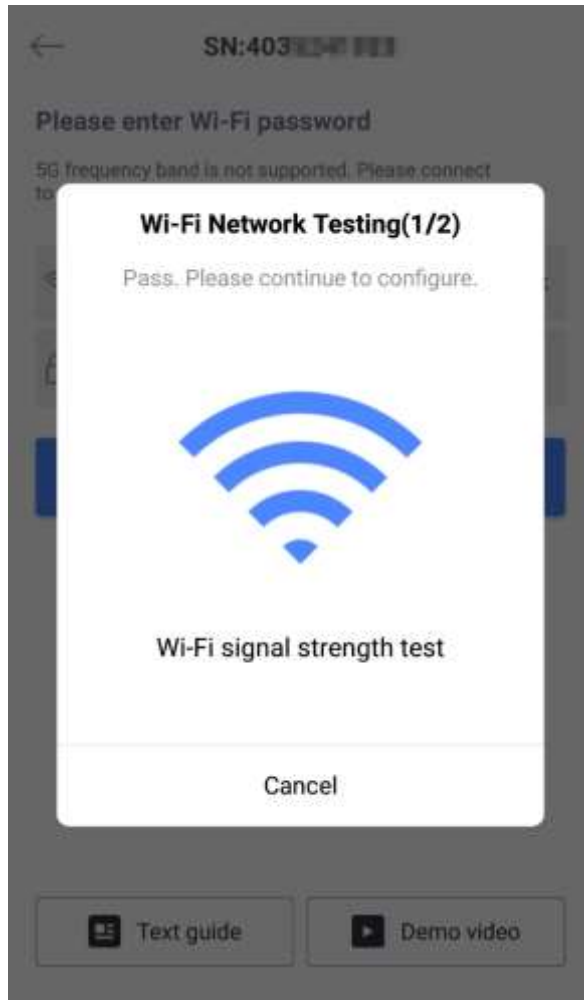 SN:403
Please enter Wi-Fi password
5G frequency band is not supported. Please connect
to
Wi-Fi Network Testing(1/2)
Pass. Please continue to configure.
Wi-Fi signal strength test
Cancel
Text guide
Demo video